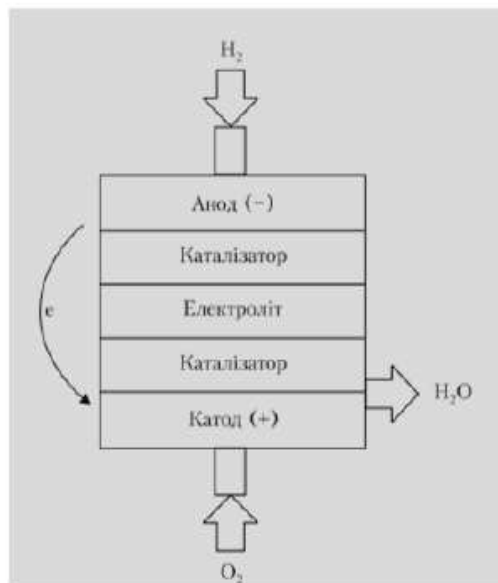 H₂
Анод (−)
Каталізатор
Електроліт
e
Каталізатор
Катод (+)
H₂O
O₂